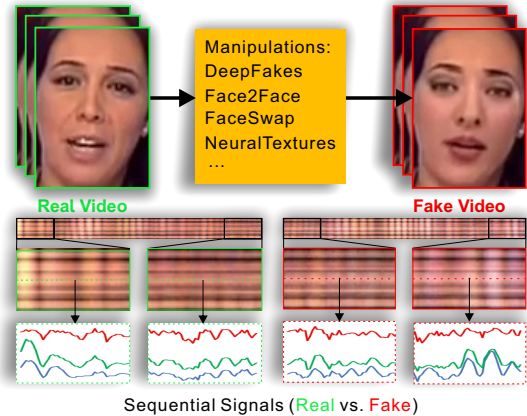 Manipulations:
DeepFakes
Face2Face
FaceSwap
NeuralTextures
...
Real Video
Fake Video
Sequential Signals (Real vs. Fake)